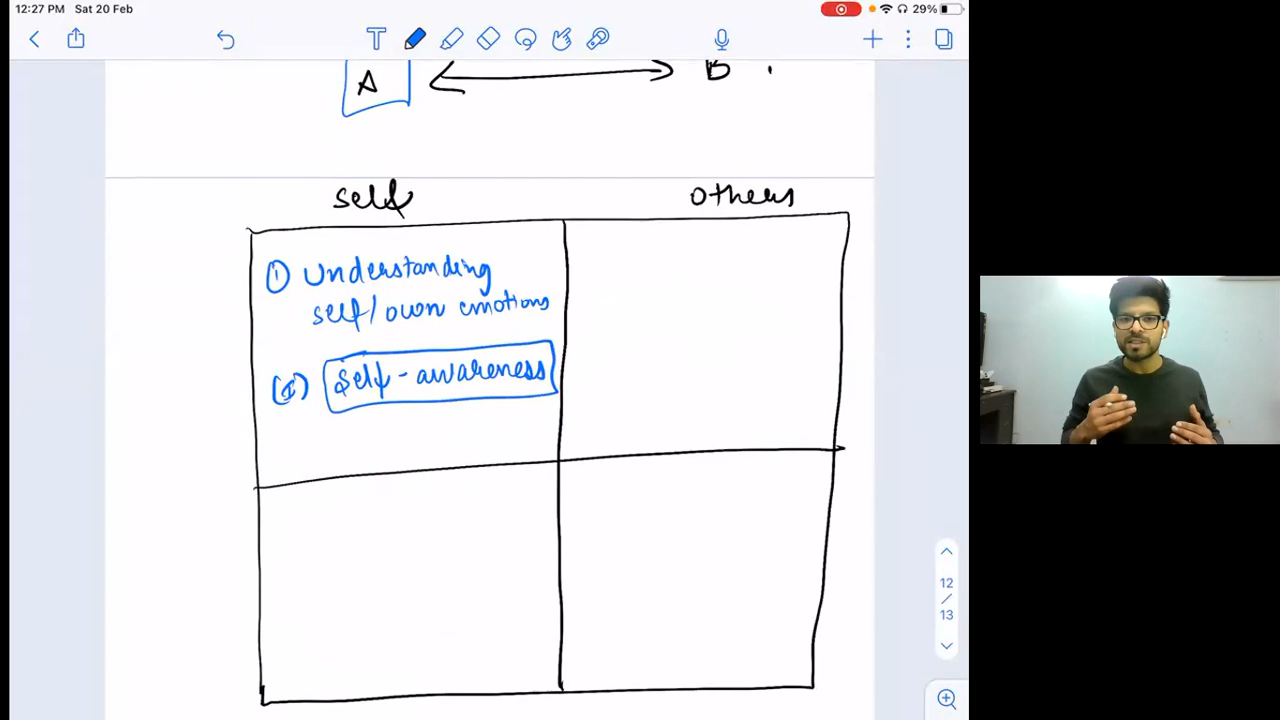 12:27 PM Sat 20 Feb
29%
T
A
B
self
others
① Understanding
self/own emotions
self-awareness
12
/
13